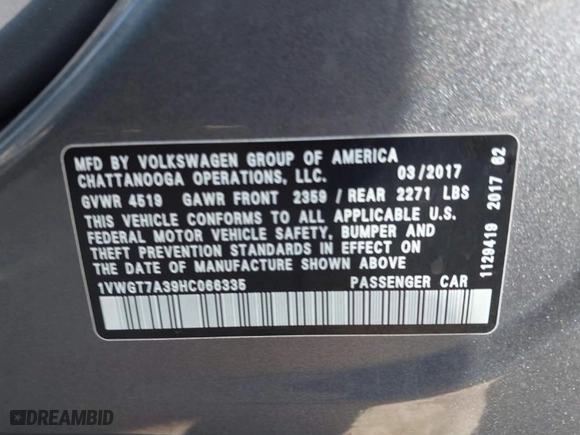 MFD BY VOLKSWAGEN GROUP OF AMERICA
CHATTANOOGA OPERATIONS, LLC. 03/2017
GVWR 4519 GAWR FRONT 2359 / REAR 2271 LBS
THIS VEHICLE CONFORMS TO ALL APPLICABLE U.S.
FEDERAL MOTOR VEHICLE SAFETY, BUMPER AND
THEFT PREVENTION STANDARDS IN EFFECT ON
THE DATE OF MANUFACTURE SHOWN ABOVE
1VWGT7A39HC066335 PASSENGER CAR
1129419 2017 62
DREAMBID